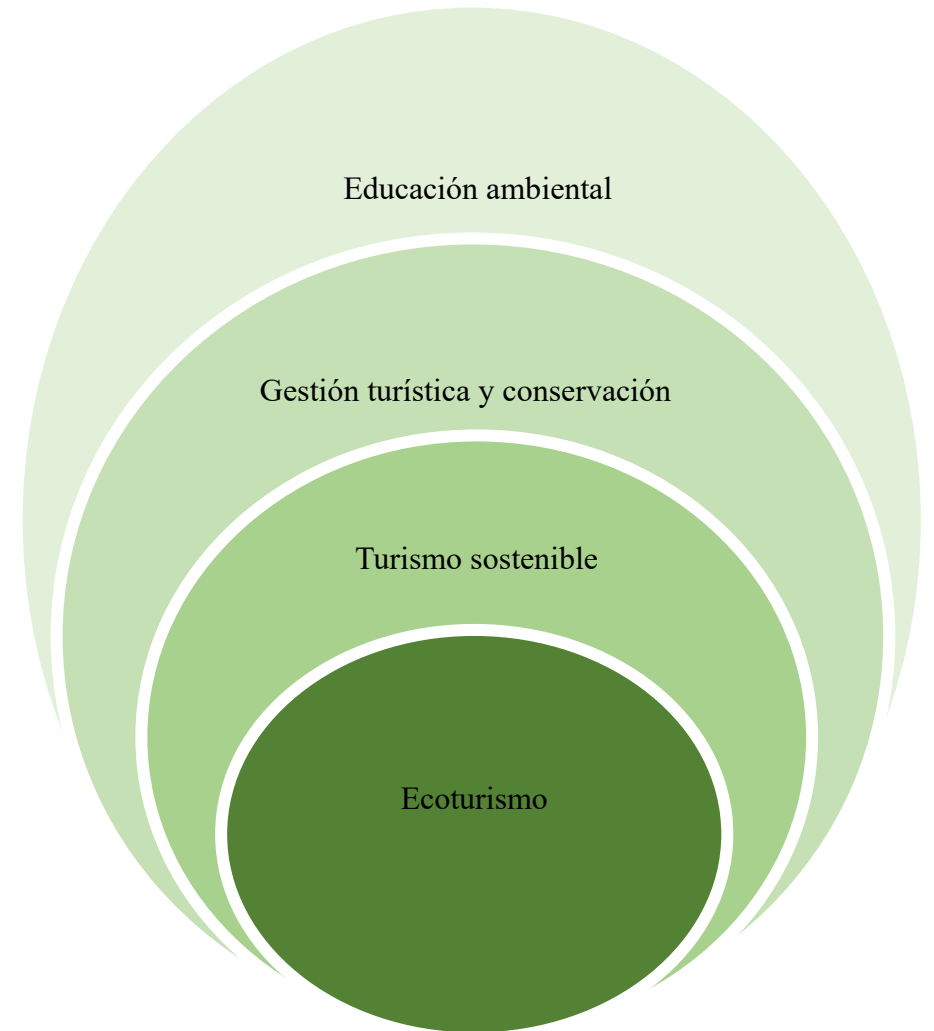 Educación ambiental
Gestión turística y conservación
Turismo sostenible
Ecoturismo